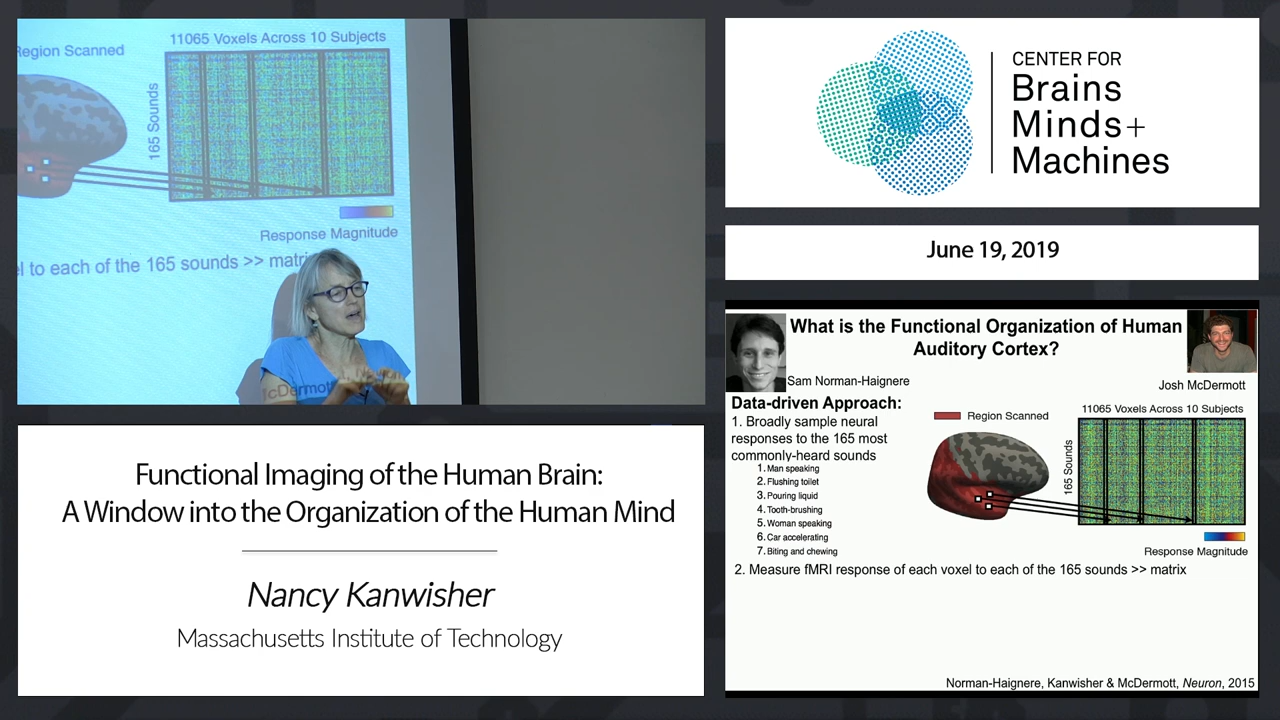 Region Scanned
11065 Voxels Across 10 Subjects
165 Sounds
Response Magnitude
to each of the 165 sounds >> matri
McDermott
CENTER FOR
Brains
Minds+
Machines
June 19, 2019
Functional Imaging of the Human Brain:
A Window into the Organization of the Human Mind
Nancy Kanwisher
Massachusetts Institute of Technology
What is the Functional Organization of Human
Auditory Cortex?
Sam Norman-Haignere
Josh McDermott
Data-driven Approach:
1. Broadly sample neural
responses to the 165 most
commonly-heard sounds
1. Man speaking
2. Flushing toilet
3. Pouring liquid
4. Tooth-brushing
5. Woman speaking
6. Car accelerating
7. Biting and chewing
Region Scanned
11065 Voxels Across 10 Subjects
165 Sounds
Response Magnitude
2. Measure fMRI response of each voxel to each of the 165 sounds >> matrix
Norman-Haignere, Kanwisher & McDermott, Neuron, 2015